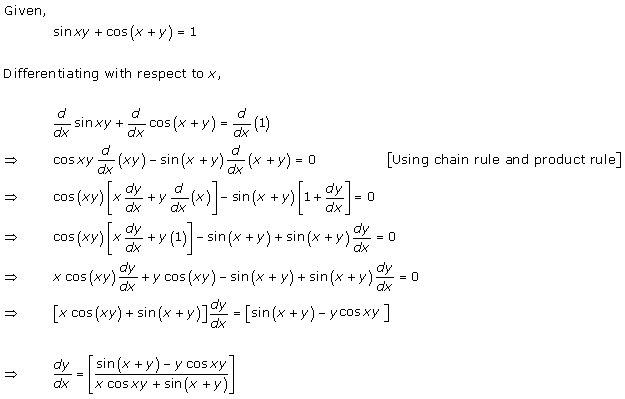 Given,
sin xy + cos (x + y) = 1
Differentiating with respect to x,
d/dx sin xy + d/dx cos (x + y) = d/dx (1)
⇒ cos xy d/dx (xy) − sin (x + y) d/dx (x + y) = 0 [Using chain rule and product rule]
⇒ cos (xy) [x dy/dx + y d/dx (x)] − sin (x + y) [1 + dy/dx] = 0
⇒ cos (xy) [x dy/dx + y (1)] − sin (x + y) + sin (x + y) dy/dx = 0
⇒ x cos (xy) dy/dx + y cos (xy) − sin (x + y) + sin (x + y) dy/dx = 0
⇒ [x cos (xy) + sin (x + y)] dy/dx = [sin (x + y) − y cos xy ]
⇒ dy/dx = [(sin (x + y) − y cos xy)/(x cos xy + sin (x + y))]